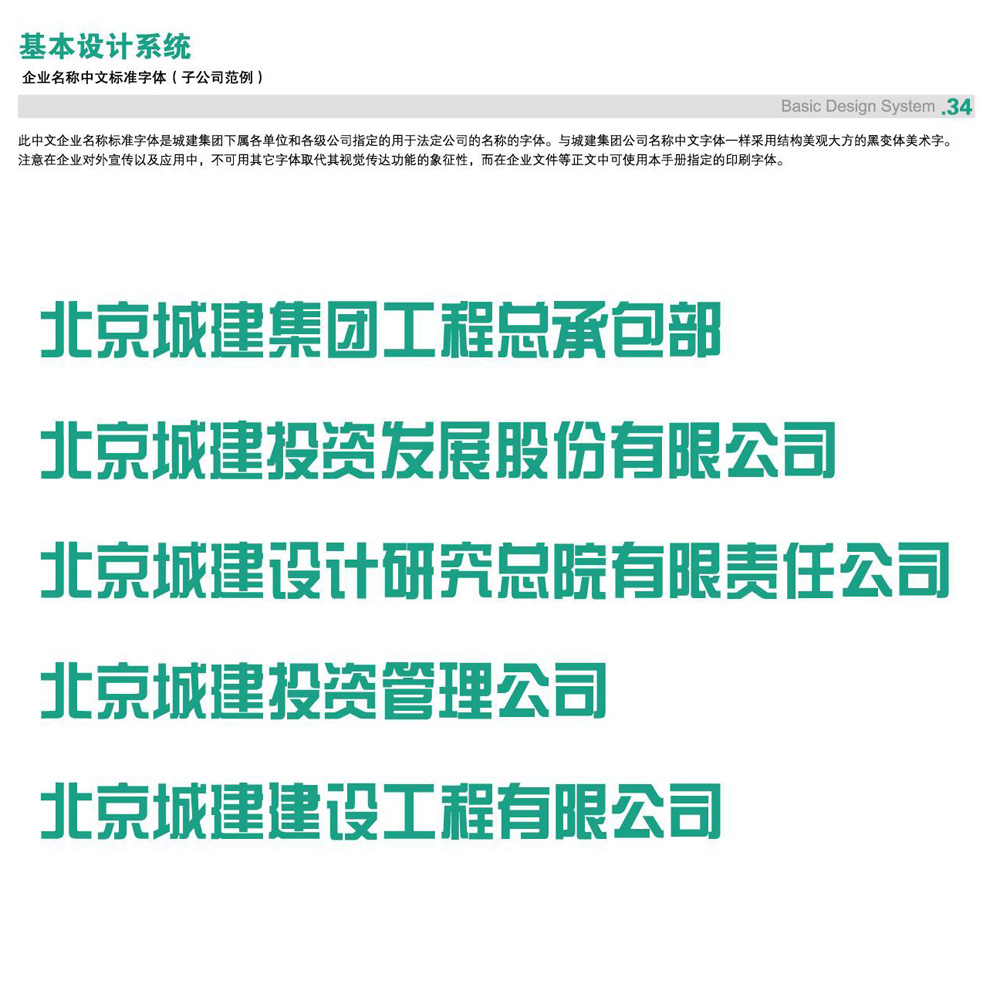 基本设计系统
企业名称中文标准字体（子公司范例）
Basic Design System .34
此中文企业名称标准字体是城建集团下属各单位和各级公司指定的用于法定公司的名称的字体。与城建集团公司名称中文字体一样采用结构美观大方的黑变体美术字。
注意在企业对外宣传以及应用中，不可用其它字体取代其视觉传达功能的象征性，而在企业文件等正文中可使用本手册指定的印刷字体。
北京城建集团工程总承包部
北京城建投资发展股份有限公司
北京城建设计研究总院有限责任公司
北京城建投资管理公司
北京城建建设工程有限公司